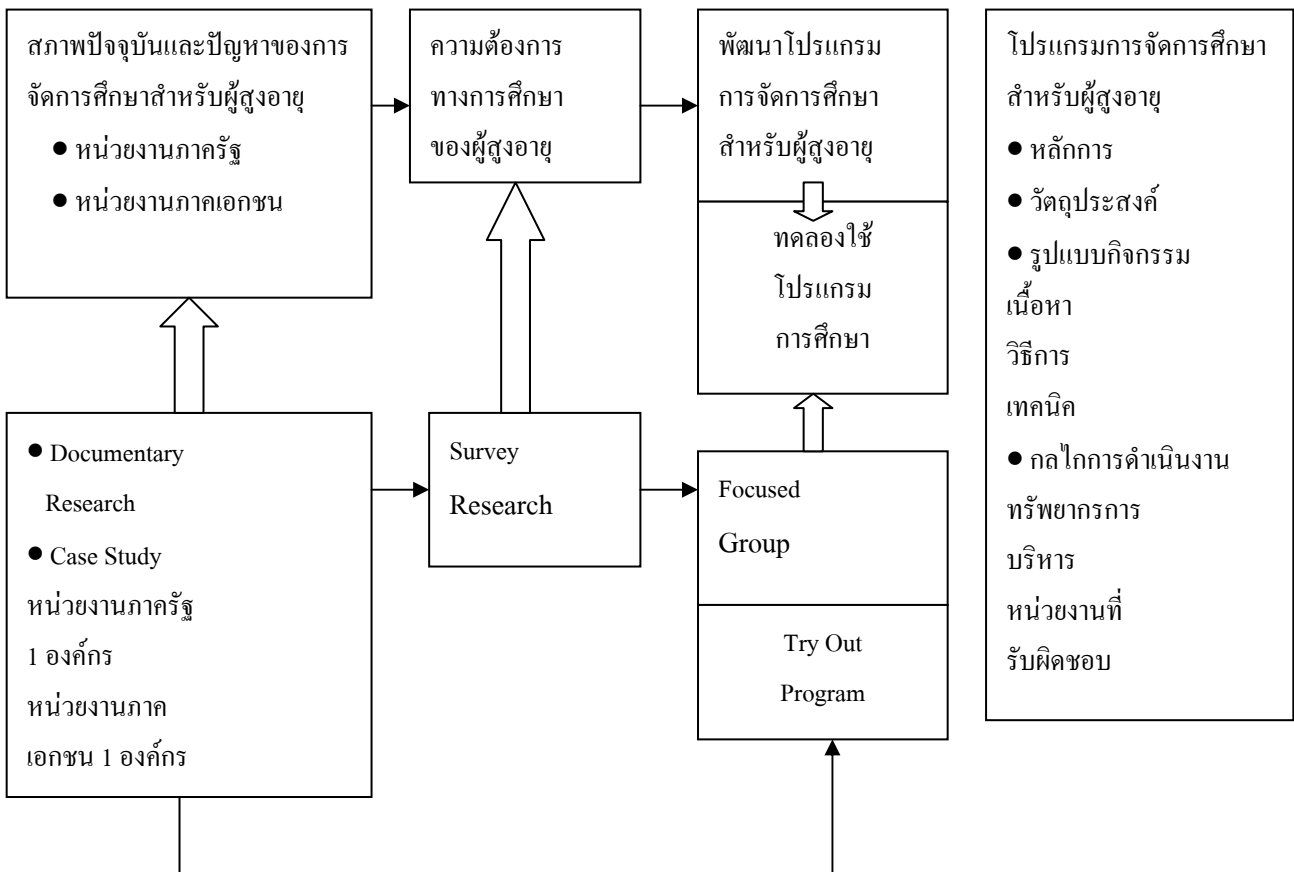 สภาพปัจจุบันและปัญหาของการ
จัดการศึกษาสำหรับผู้สูงอายุ
● หน่วยงานภาครัฐ
● หน่วยงานภาคเอกชน
ความต้องการ
ทางการศึกษา
ของผู้สูงอายุ
พัฒนาโปรแกรม
การจัดการศึกษา
สำหรับผู้สูงอายุ
ทดลองใช้
โปรแกรม
การศึกษา
โปรแกรมการจัดการศึกษา
สำหรับผู้สูงอายุ
● หลักการ
● วัตถุประสงค์
● รูปแบบกิจกรรม
เนื้อหา
วิธีการ
เทคนิค
● กลไกการดำเนินงาน
ทรัพยากรการ
บริหาร
หน่วยงานที่
รับผิดชอบ
● Documentary
Research
● Case Study
หน่วยงานภาครัฐ
1 องค์กร
หน่วยงานภาค
เอกชน 1 องค์กร
Survey
Research
Focused
Group
Try Out
Program